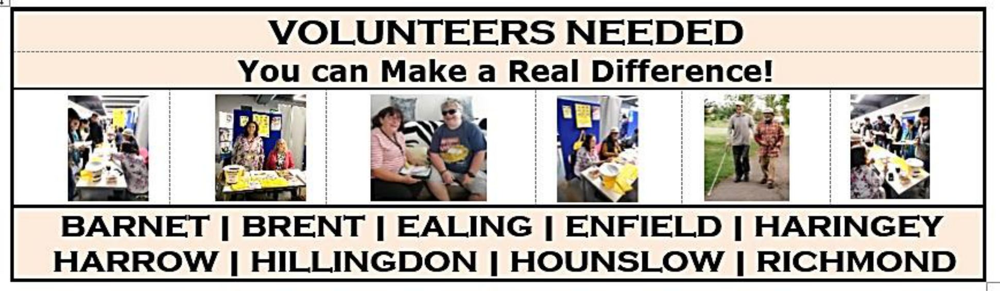 VOLUNTEERS NEEDED
You can Make a Real Difference!
BARNET | BRENT | EALING | ENFIELD | HARINGEY
HARROW | HILLINGDON | HOUNSLOW | RICHMOND